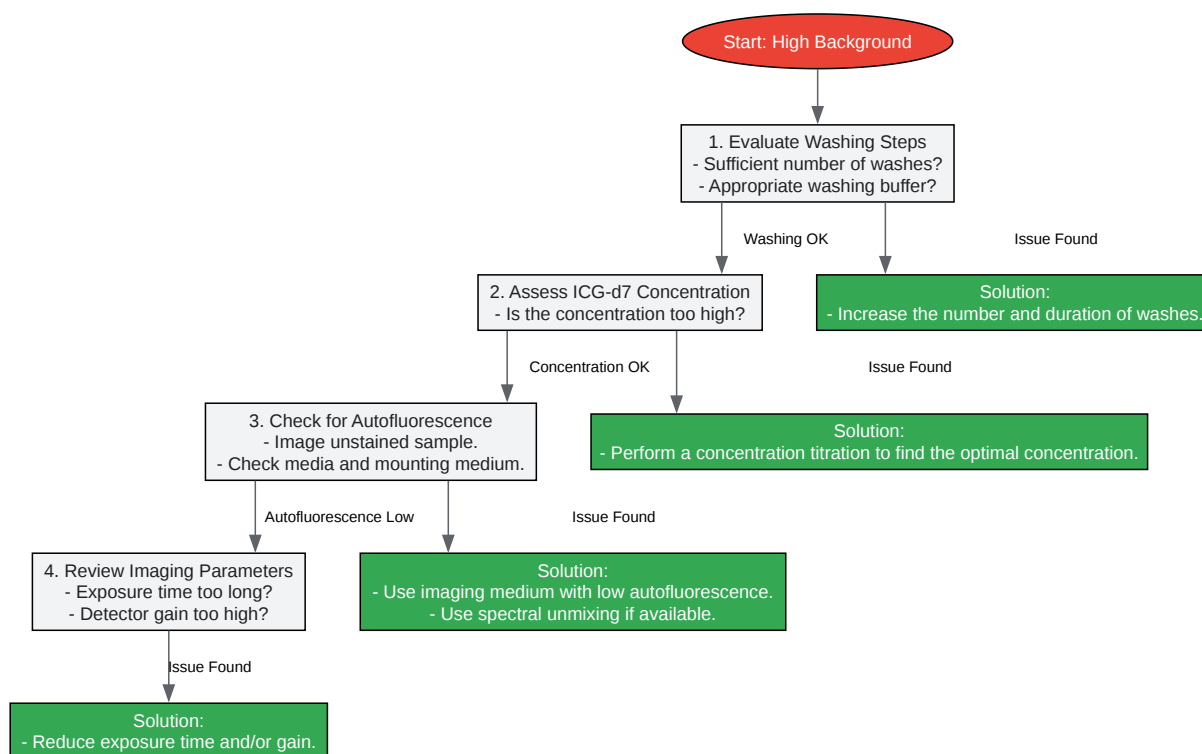 Start: High Background
1. Evaluate Washing Steps
- Sufficient number of washes?
- Appropriate washing buffer?
Washing OK
Issue Found
2. Assess ICG-d7 Concentration
- Is the concentration too high?
Solution:
- Increase the number and duration of washes.
Concentration OK
Issue Found
3. Check for Autofluorescence
- Image unstained sample.
- Check media and mounting medium.
Solution:
- Perform a concentration titration to find the optimal concentration.
Autofluorescence Low
Issue Found
4. Review Imaging Parameters
- Exposure time too long?
- Detector gain too high?
Solution:
- Use imaging medium with low autofluorescence.
- Use spectral unmixing if available.
Issue Found
Solution:
- Reduce exposure time and/or gain.